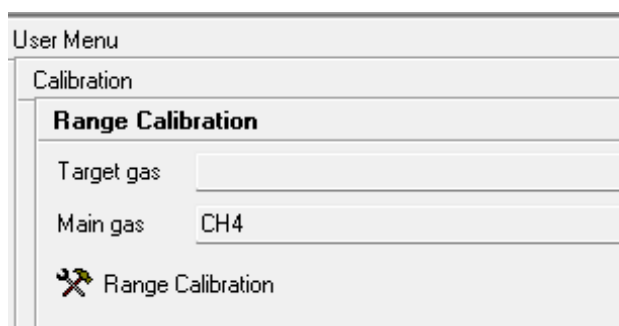 User Menu
Calibration
Range Calibration
Target gas
Main gas CH4
Range Calibration